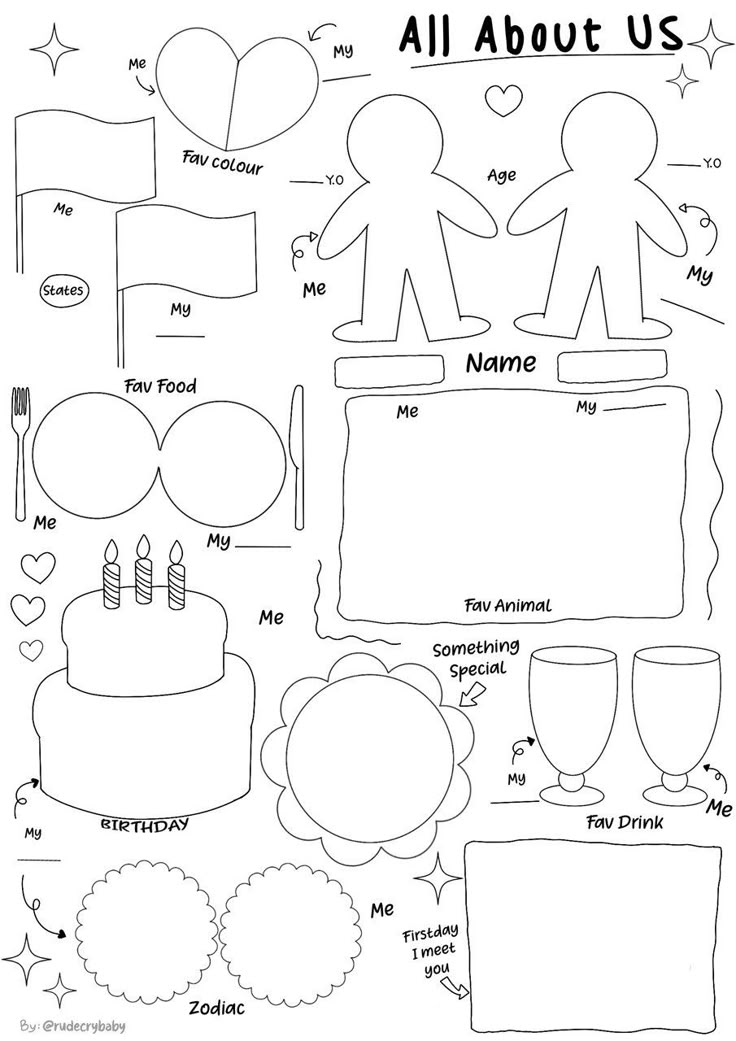 All About US
Me
My
Fav colour
Me
States
My
Y.O
Age
Y.O
Me
My
Name
Fav Food
Me
My
Me
My
Fav Animal
Me
My
BIRTHDAY
Something
Special
My
Me
Fav Drink
Me
Zodiac
Firstday
I meet
you
By: @rudecrybaby